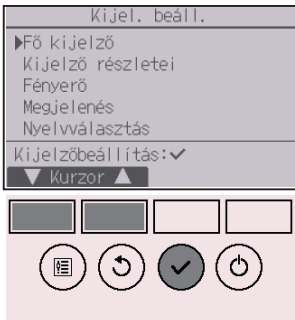 Kijel. beáll.
▶Fő kijelző
Kijelző részletei
Fényerő
Megjelenés
Nyelvválasztás
Kijelzőbeállítás:✓
▼ Kurzor ▲